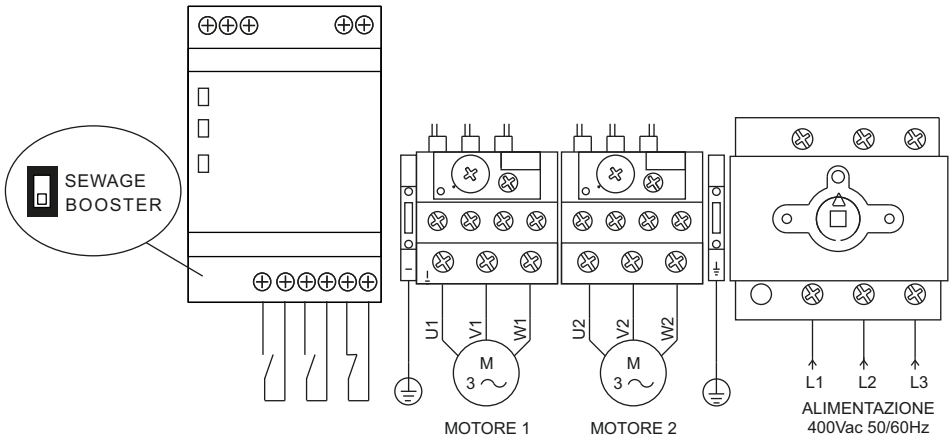 SEWAGE
BOOSTER
U1 V1 W1
U2 V2 W2
M
3
M
3
L1 L2 L3
MOTORE 1
MOTORE 2
ALIMENTAZIONE
400Vac 50/60Hz